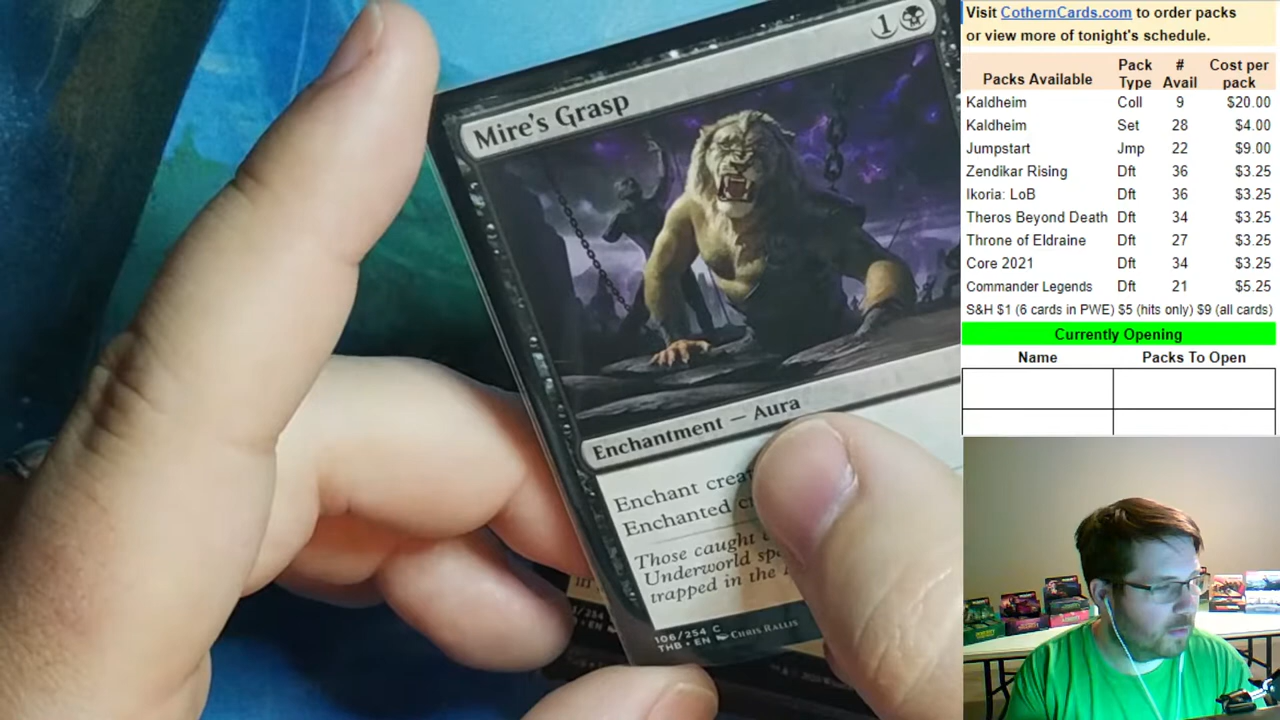 Mire's Grasp
1
Enchantment — Aura
Enchant
Enchanted
Those caught
Underworld
trapped in the
106/254 C
THB • EN CHRIS RALLIS
/254
• EN
Visit CothernCards.com to order packs
or view more of tonight's schedule.
Packs Available Pack Type # Avail Cost per pack
Kaldheim Coll 9 $20.00
Kaldheim Set 28 $4.00
Jumpstart Jmp 22 $9.00
Zendikar Rising Dft 36 $3.25
Ikoria: LoB Dft 36 $3.25
Theros Beyond Death Dft 34 $3.25
Throne of Eldraine Dft 27 $3.25
Core 2021 Dft 34 $3.25
Commander Legends Dft 21 $5.25
S&H $1 (6 cards in PWE) $5 (hits only) $9 (all cards)
Currently Opening
Name Packs To Open